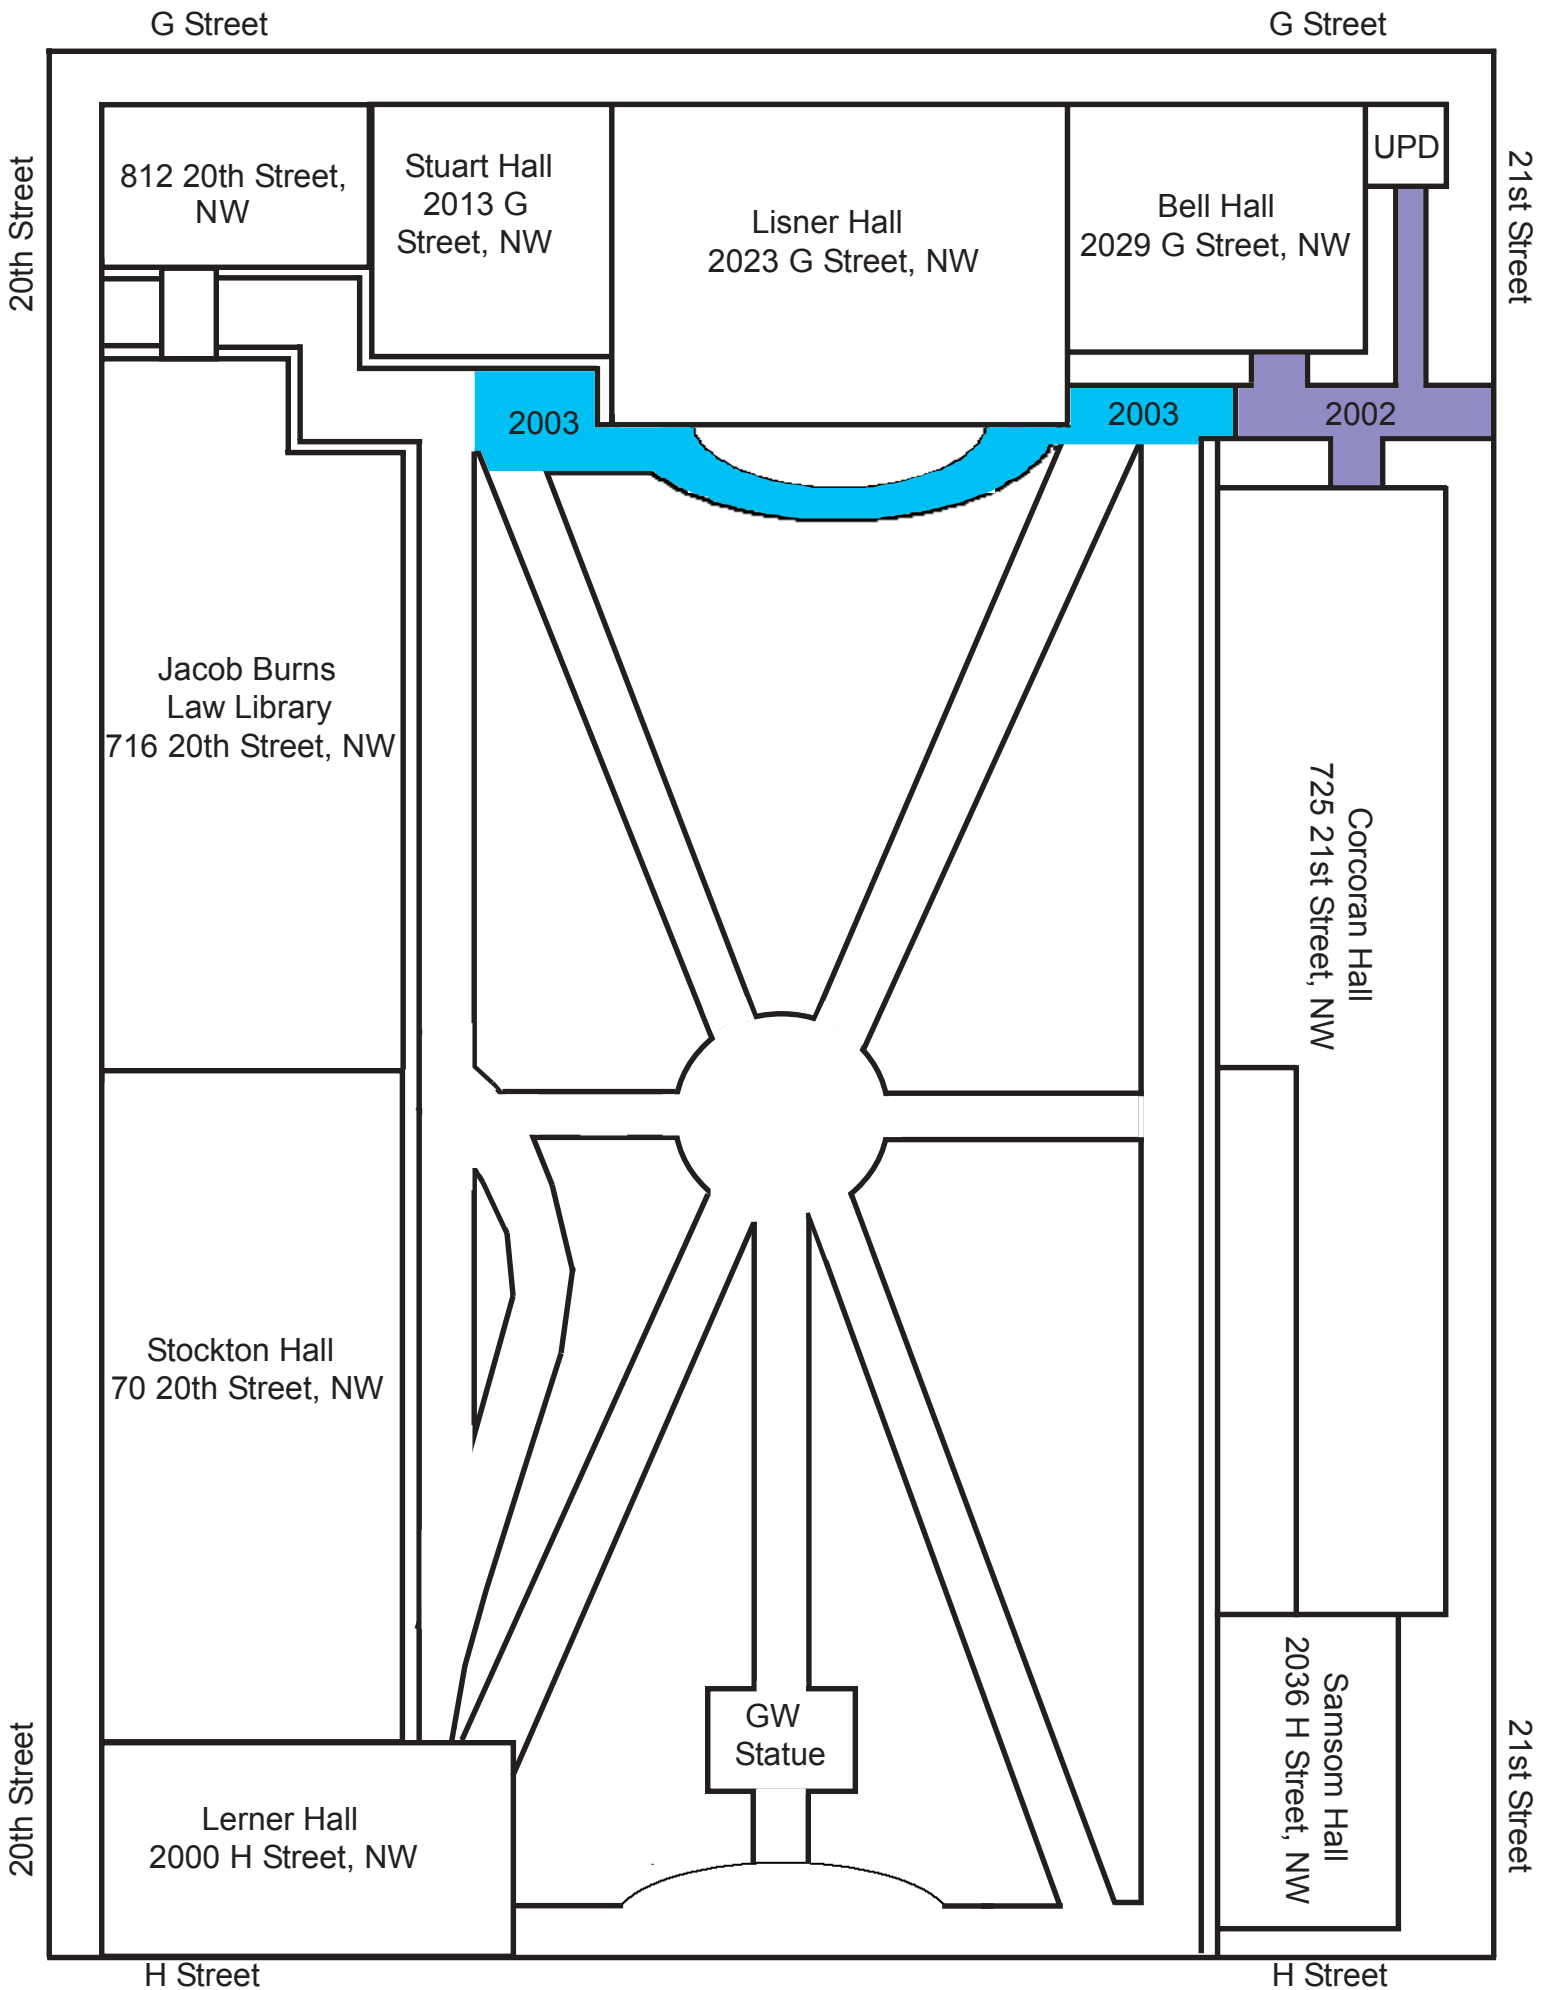 G Street
G Street
20th Street
812 20th Street,
NW
Stuart Hall
2013 G
Street, NW
Lisner Hall
2023 G Street, NW
Bell Hall
2029 G Street, NW
UPD
21st Street
2003
2003
2002
Jacob Burns
Law Library
716 20th Street, NW
Corcoran Hall
725 21st Street, NW
Stockton Hall
70 20th Street, NW
GW
Statue
Samsom Hall
2036 H Street, NW
20th Street
Lerner Hall
2000 H Street, NW
21st Street
H Street
H Street